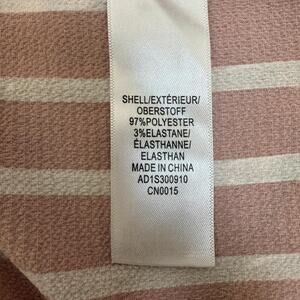 SHELL/EXTÉRIEUR/
OBERSTOFF
97%POLYESTER
3%ELASTANE/
ÉLASTHANNE/
ELASTHAN
MADE IN CHINA
AD1S300910
CN0015